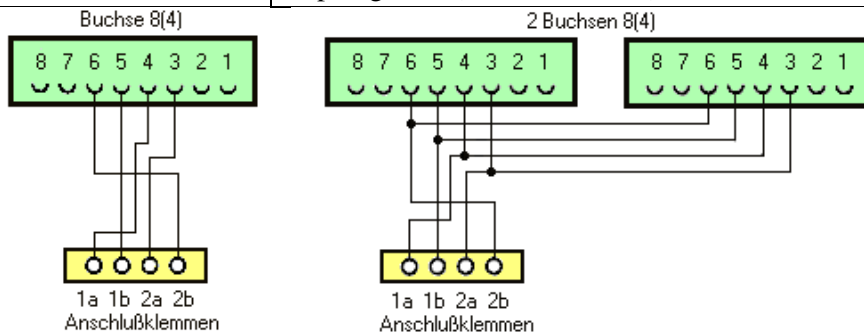 Buchse 8(4)
8 7 6 5 4 3 2 1
1a 1b 2a 2b
Anschlußklemmen
2 Buchsen 8(4)
8 7 6 5 4 3 2 1
8 7 6 5 4 3 2 1
1a 1b 2a 2b
Anschlußklemmen